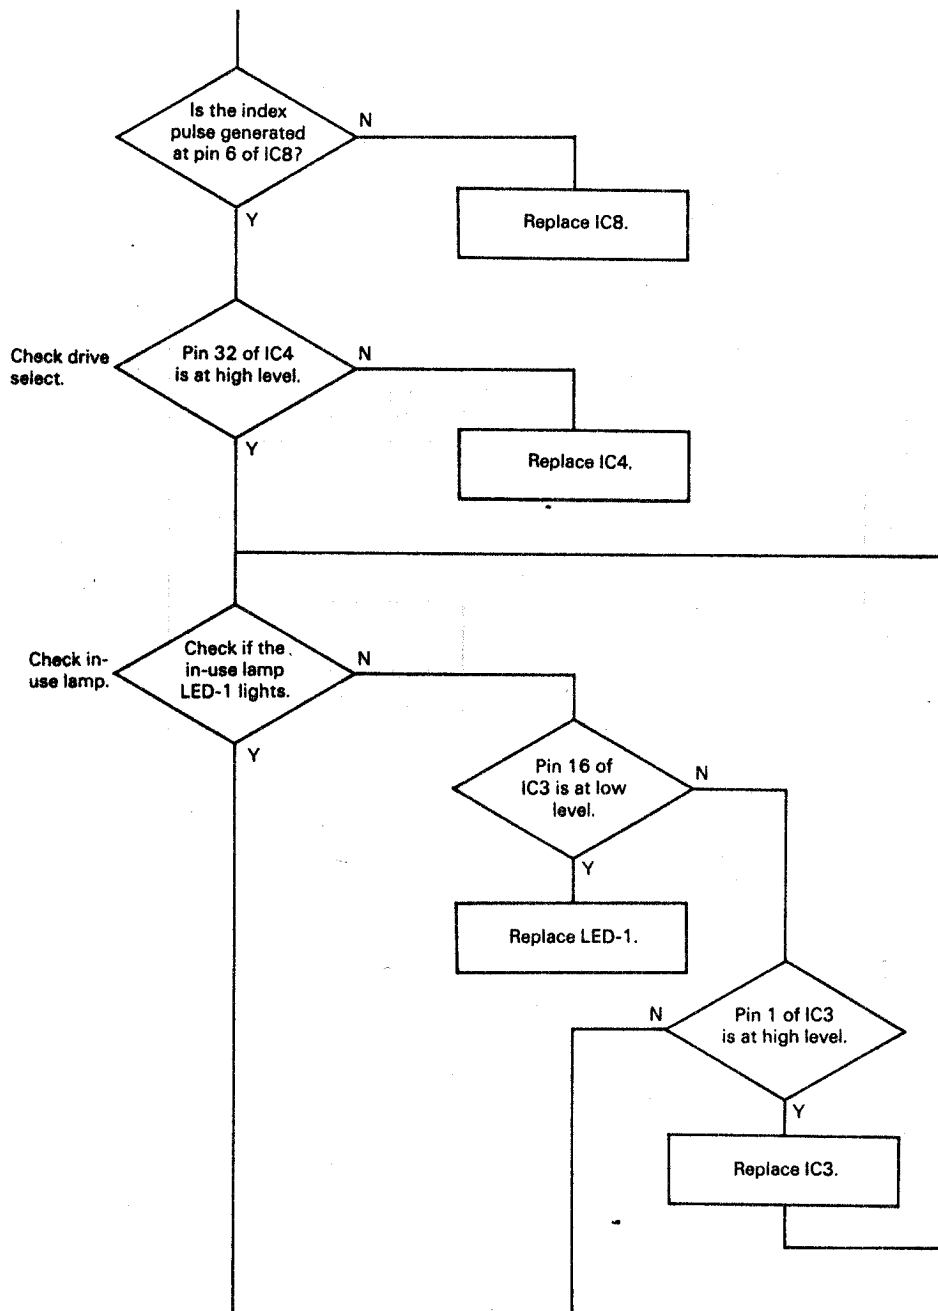 Is the index
pulse generated
at pin 6 of IC8?
N
Y
Replace IC8.
Check drive
select.
Pin 32 of IC4
is at high level.
N
Y
Replace IC4.
Check in-
use lamp.
Check if the
in-use lamp
LED-1 lights.
N
Y
Pin 16 of
IC3 is at low
level.
N
Y
Replace LED-1.
N
Pin 1 of IC3
is at high level.
Y
Replace IC3.